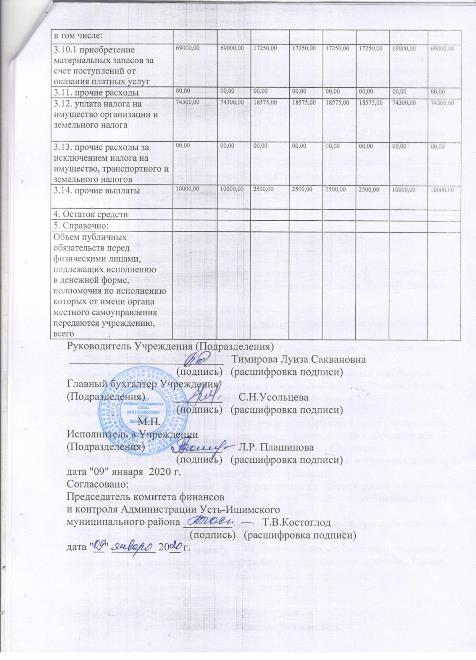 в том числе:
3.10.1 приобретение 69000,00 69000,00 17250,00 17250,00 17250,00 17250,00 69000,00 69000,00
материальных запасов за
счет поступлений от
оказания платных услуг
3.11. прочие расходы 00,00 00,00 00,00 00,00 00,00 00,00 00,00 00,00
3.12. уплата налога на 74300,00 74300,00 18575,00 18575,00 18575,00 18575,00 74300,00 74300,00
имущество организации и
земельного налога
3.13. прочие расходы за 00,00 00,00 00,00 00,00 00,00 00,00 00,00 00,00
исключением налога на
имущество, транспортного и
земельного налогов
3.14. прочие выплаты 10000,00 10000,00 2500,00 2500,00 2500,00 2500,00 10000,00 10000,00
4. Остаток средств
5. Справочно:
Объем публичных
обязательств перед
физическими лицами,
подлежащих исполнению
в денежной форме,
полномочия по исполнению
которых от имени органа
местного самоуправления
передаются учреждению,
всего
Руководитель Учреждения (Подразделения)
Тимирова Луиза Саквановна
(подпись) (расшифровка подписи)
Главный бухгалтер Учреждения
(Подразделения) С.Н.Усольцева
(подпись) (расшифровка подписи)
М.П.
Исполнитель в Учреждении
(Подразделения) Л.Р. Плашинова
(подпись) (расшифровка подписи)
дата "09" января 2020 г.
Согласовано:
Председатель комитета финансов
и контроля Администрации Усть-Ишимского
муниципального района Т.В.Костоглод
(подпись) (расшифровка подписи)
дата "09" января 2020 г.